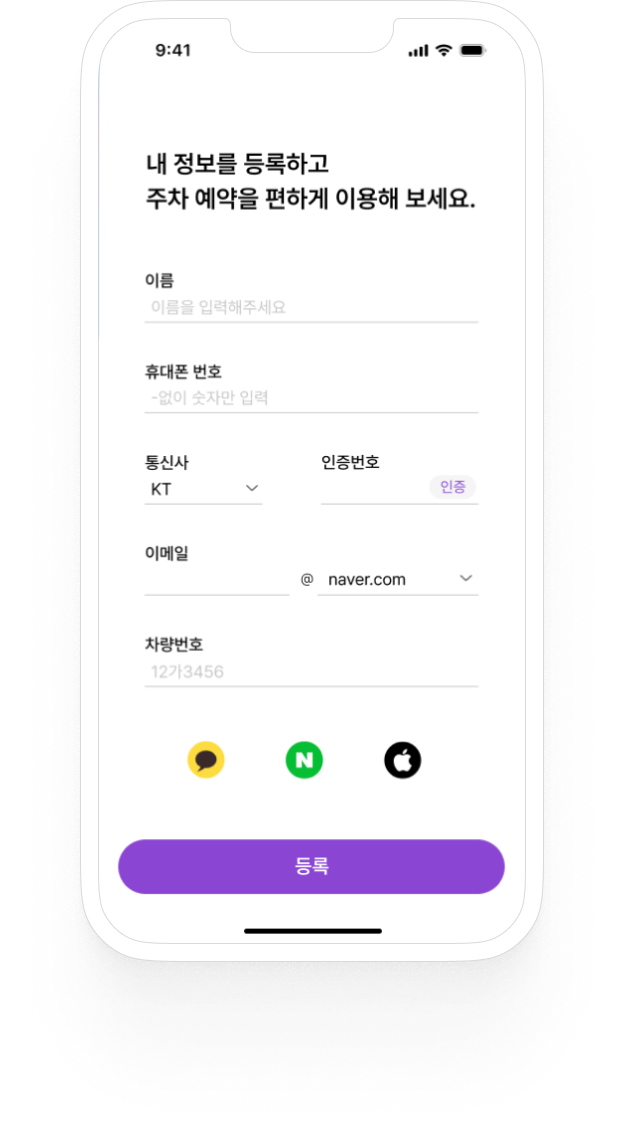 9:41
내 정보를 등록하고
주차 예약을 편하게 이용해 보세요.
이름
이름을 입력해주세요
휴대폰 번호
-없이 숫자만 입력
통신사 인증번호
KT 인증
이메일
@ naver.com
차량번호
12가3456
N
등록